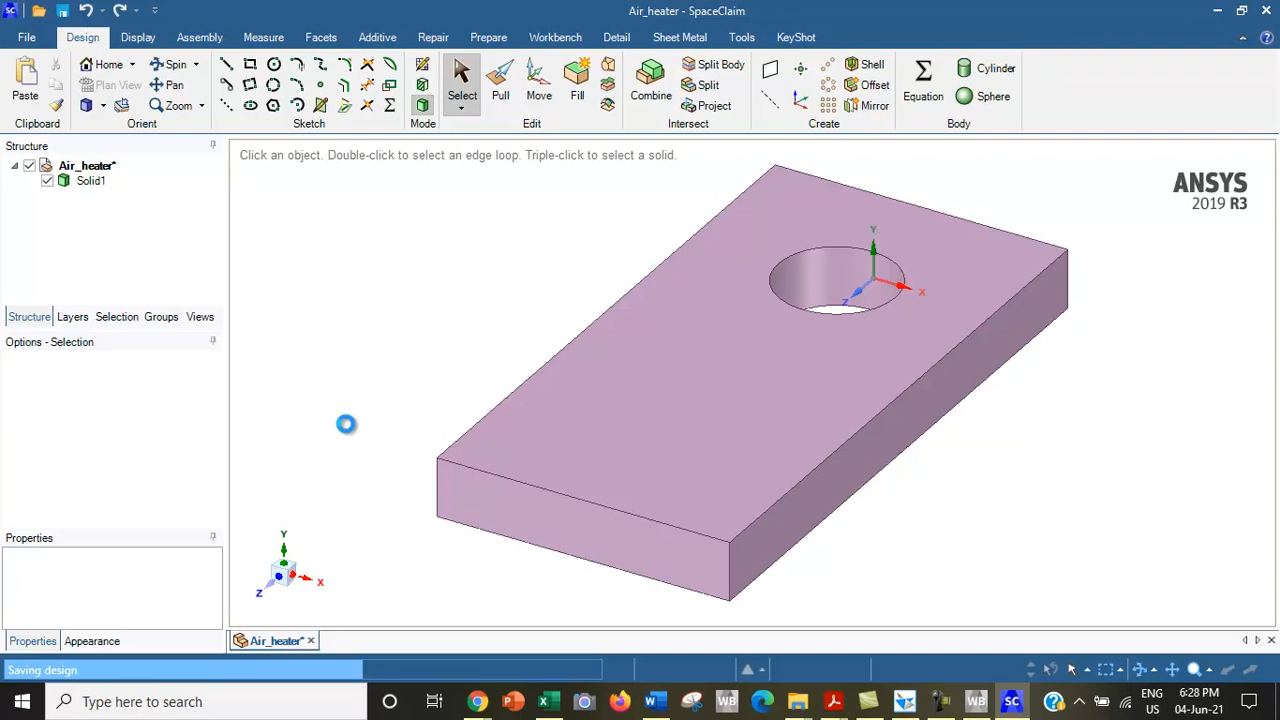 SC
Air_heater - SpaceClaim
File Design Display Assembly Measure Facets Additive Repair Prepare Workbench Detail Sheet Metal Tools KeyShot
Paste
Clipboard
Home Spin
Plan View Pan
Zoom
Orient
Sketch
Mode
Select Pull Move Fill
Edit
Combine
Split Body
Split
Project
Intersect
Shell
Offset
Mirror
Create
Equation
Cylinder
Sphere
Body
Structure
Air_heater*
Solid1
Structure Layers Selection Groups Views
Options - Selection
Properties
Properties Appearance
Click an object. Double-click to select an edge loop. Triple-click to select a solid.
ANSYS
2019 R3
Y
X
Z
Y
X
Z
Air_heater*
Saving design
Type here to search
WB
WB
SC
ENG
US
6:28 PM
04-Jun-21